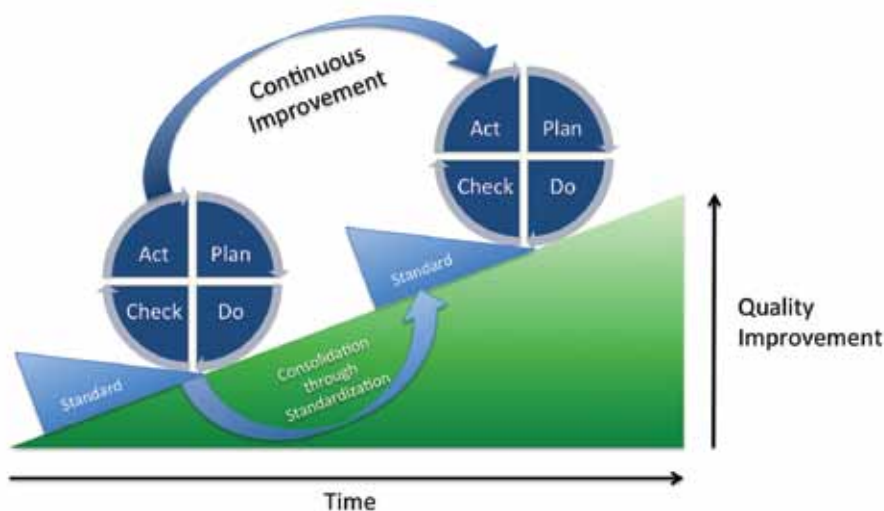 Continuous
Improvement
Act
Plan
Check
Do
Act
Plan
Check
Do
Standard
Standard
Consolidation
through
Standardization
Quality
Improvement
Time